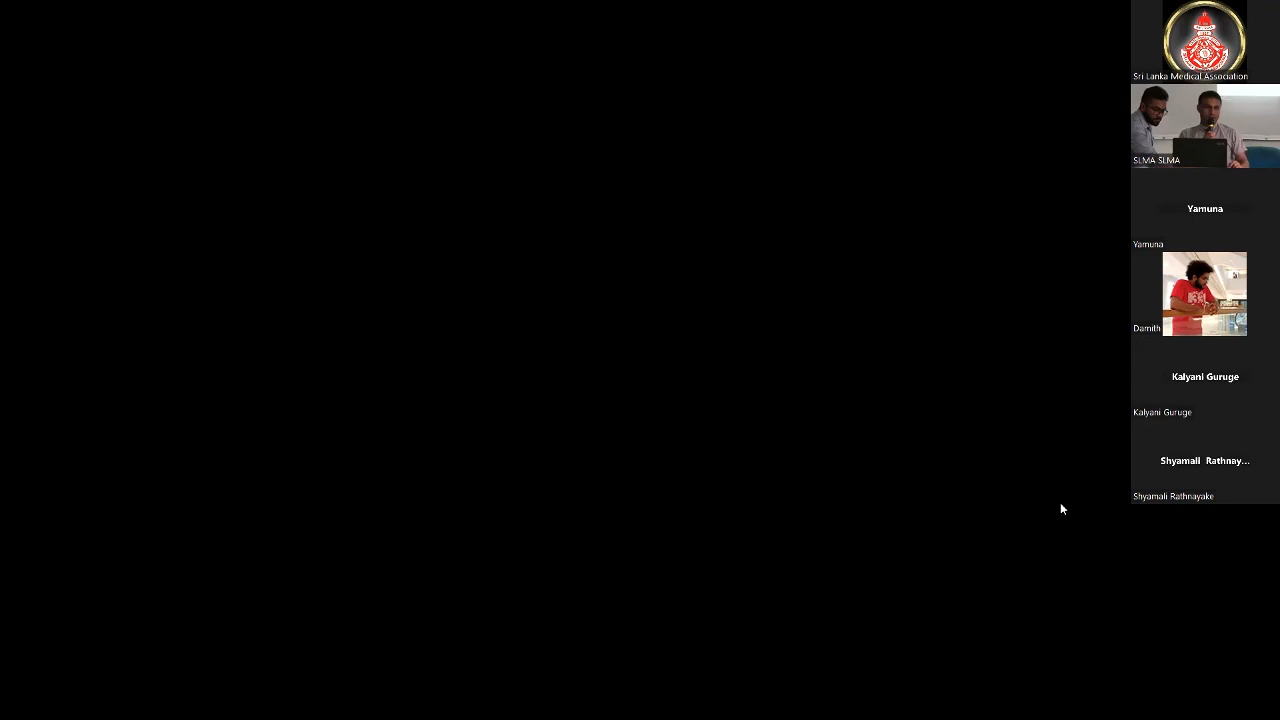 Sri Lanka Medical Association
SLMA SLMA
Yamuna
Yamuna
Damith
Kalyani Guruge
Kalyani Guruge
Shyamali Rathnay...
Shyamali Rathnayake